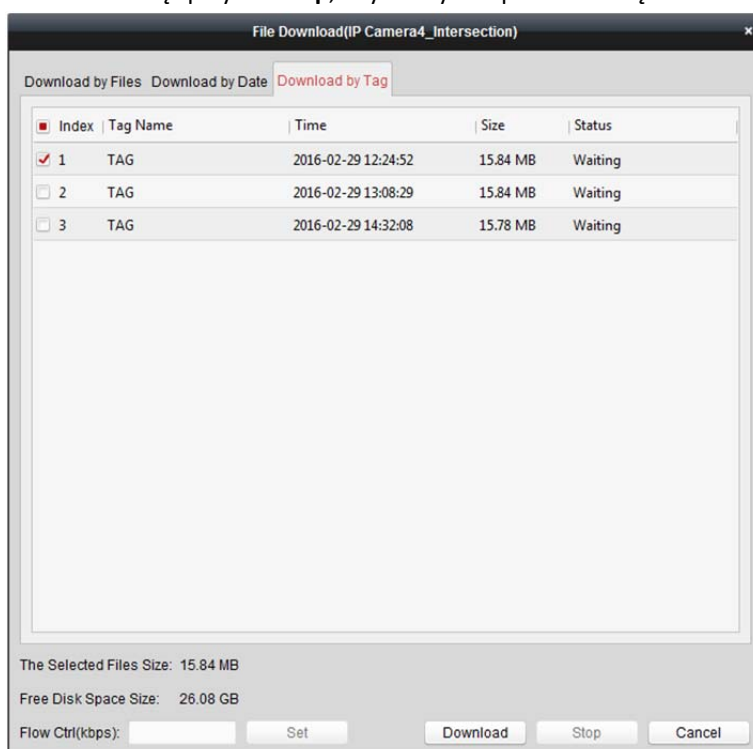 File Download(IP Camera4_Intersection) ×
Download by Files Download by Date Download by Tag
Index Tag Name Time Size Status
1 TAG 2016-02-29 12:24:52 15.84 MB Waiting
2 TAG 2016-02-29 13:08:29 15.84 MB Waiting
3 TAG 2016-02-29 14:32:08 15.78 MB Waiting
The Selected Files Size: 15.84 MB
Free Disk Space Size: 26.08 GB
Flow Ctrl(kbps): Set Download Stop Cancel